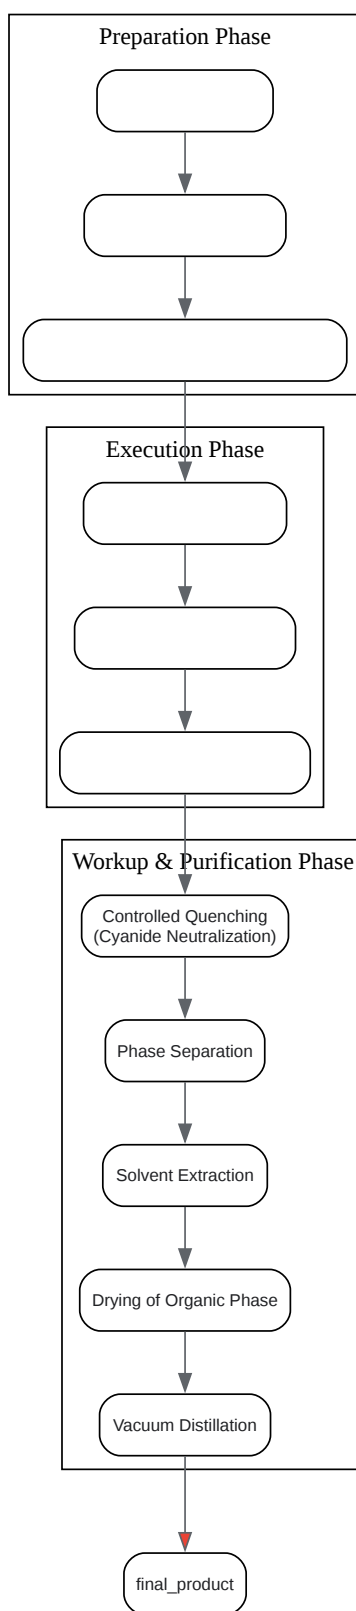 Preparation Phase
Execution Phase
Workup & Purification Phase
Controlled Quenching
(Cyanide Neutralization)
Phase Separation
Solvent Extraction
Drying of Organic Phase
Vacuum Distillation
final_product